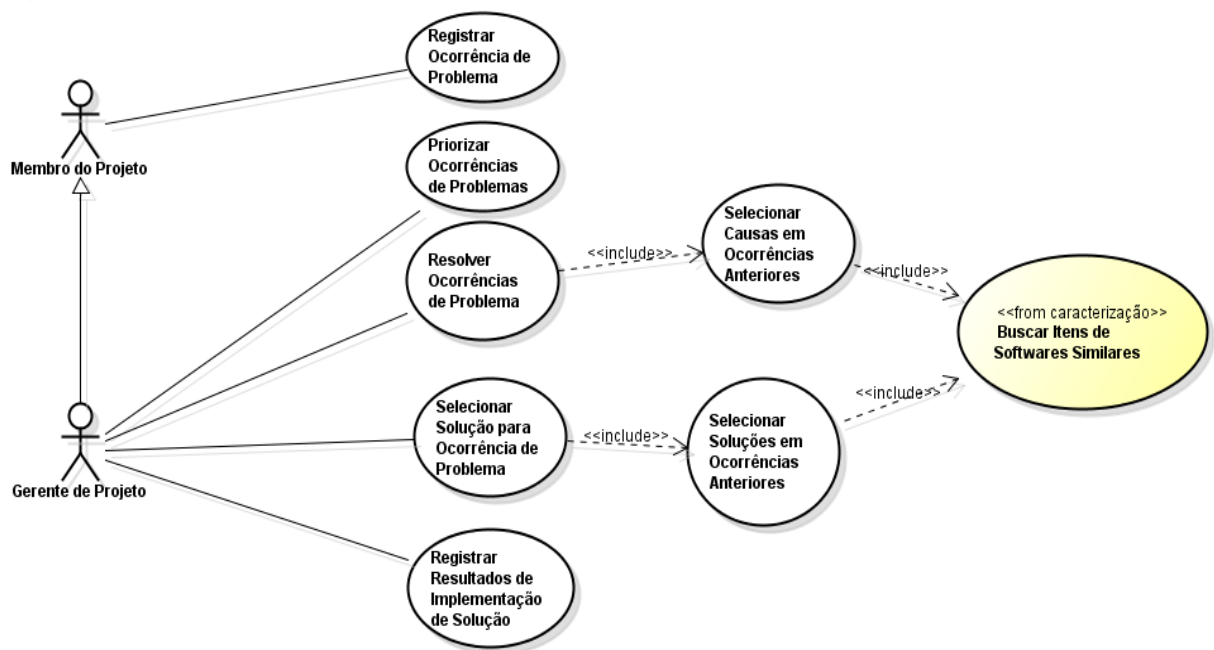 Registrar
Ocorrência de
Problema
Membro do Projeto
Priorizar
Ocorrências
de Problemas
Resolver
Ocorrências
de Problema
<<include>>
Selecionar
Causas em
Ocorrências
Anteriores
<<include>>
<<from caracterização>>
Buscar Itens de
Softwares Similares
Gerente de Projeto
Selecionar
Solução para
Ocorrência de
Problema
<<include>>
Selecionar
Soluções em
Ocorrências
Anteriores
<<include>>
Registrar
Resultados de
Implementação
de Solução